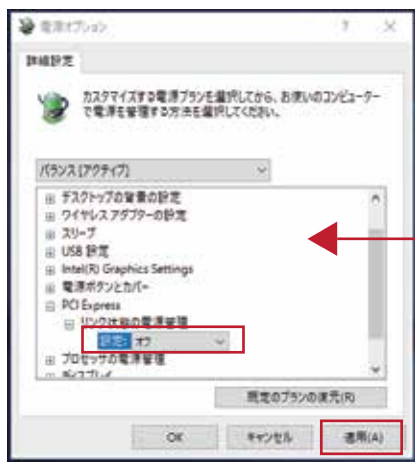 電源オプション ? ×
詳細設定
カスタマイズする電源プランを選択してから、お使いのコンピューター
で電源を管理する方法を選択してください。
バランス [アクティブ]
デスクトップの背景の設定
ワイヤレス アダプターの設定
スリープ
USB 設定
Intel(R) Graphics Settings
電源ボタンとカバー
PCI Express
リンク状態の電源管理
設定: オフ
プロセッサの電源管理
ディスプレイ
既定のプランの復元(R)
OK キャンセル 適用(A)